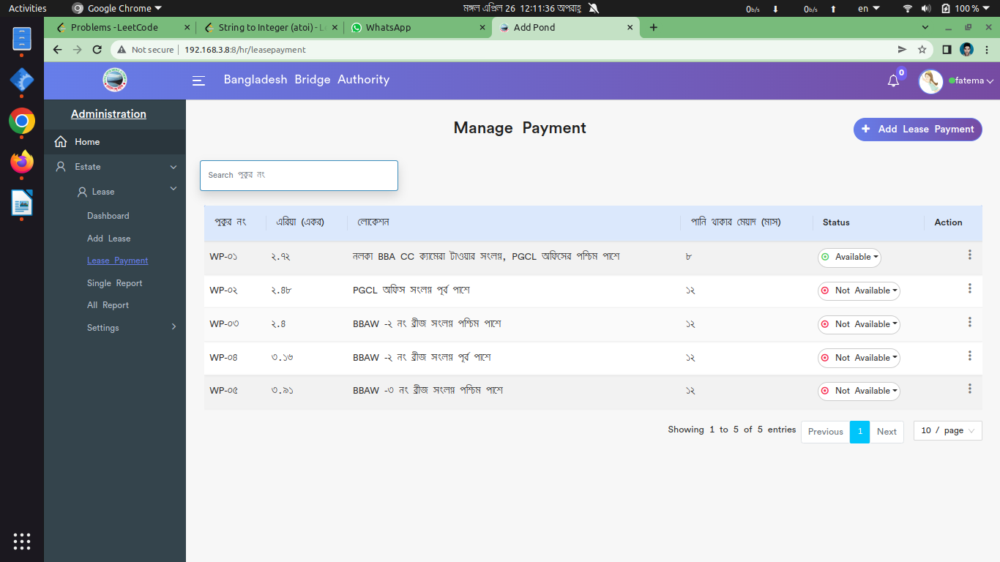 Activities Google Chrome মঙ্গল এপ্রিল 26 12:11:36 অপরাহ্ণ 0b/s 0b/s en 100 %
Problems - LeetCode String to Integer (atoi) - L WhatsApp Add Pond
Not secure 192.168.3.8:8/hr/leasepayment
Bangladesh Bridge Authority 0 fatema
Administration
Home
Estate
Lease
Dashboard
Add Lease
Lease Payment
Single Report
All Report
Settings
Manage Payment
Add Lease Payment
Search পুকুর নং
পুকুর নং এরিয়া (একর) লোকেশন পানি থাকার মেয়াদ (মাস) Status Action
WP-০১ ২.৭২ নলকা BBA CC ক্যামেরা টাওয়ার সংলগ্ন, PGCL অফিসের পশ্চিম পাশে ৮ Available
WP-০২ ২.৪৮ PGCL অফিস সংলগ্ন পূর্ব পাশে ১২ Not Available
WP-০৩ ২.৪ BBAW -২ নং ব্রীজ সংলগ্ন পশ্চিম পাশে ১২ Not Available
WP-০৪ ৩.১৬ BBAW -২ নং ব্রীজ সংলগ্ন পূর্ব পাশে ১২ Not Available
WP-০৫ ৩.৯১ BBAW -৩ নং ব্রীজ সংলগ্ন পশ্চিম পাশে ১২ Not Available
Showing 1 to 5 of 5 entries Previous 1 Next 10 / page